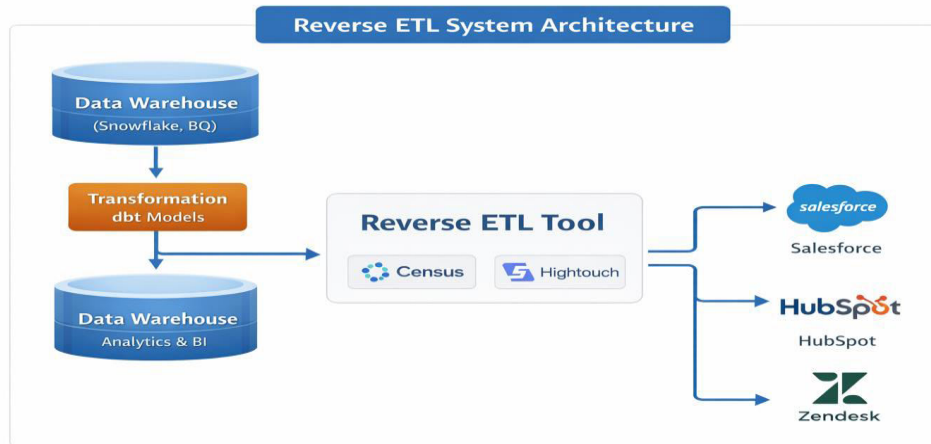 Reverse ETL System Architecture
Data Warehouse
(Snowflake, BQ)
Transformation
dbt Models
Data Warehouse
Analytics & BI
Reverse ETL Tool
Census
Hightouch
salesforce
Salesforce
HubSpot
HubSpot
Zendesk